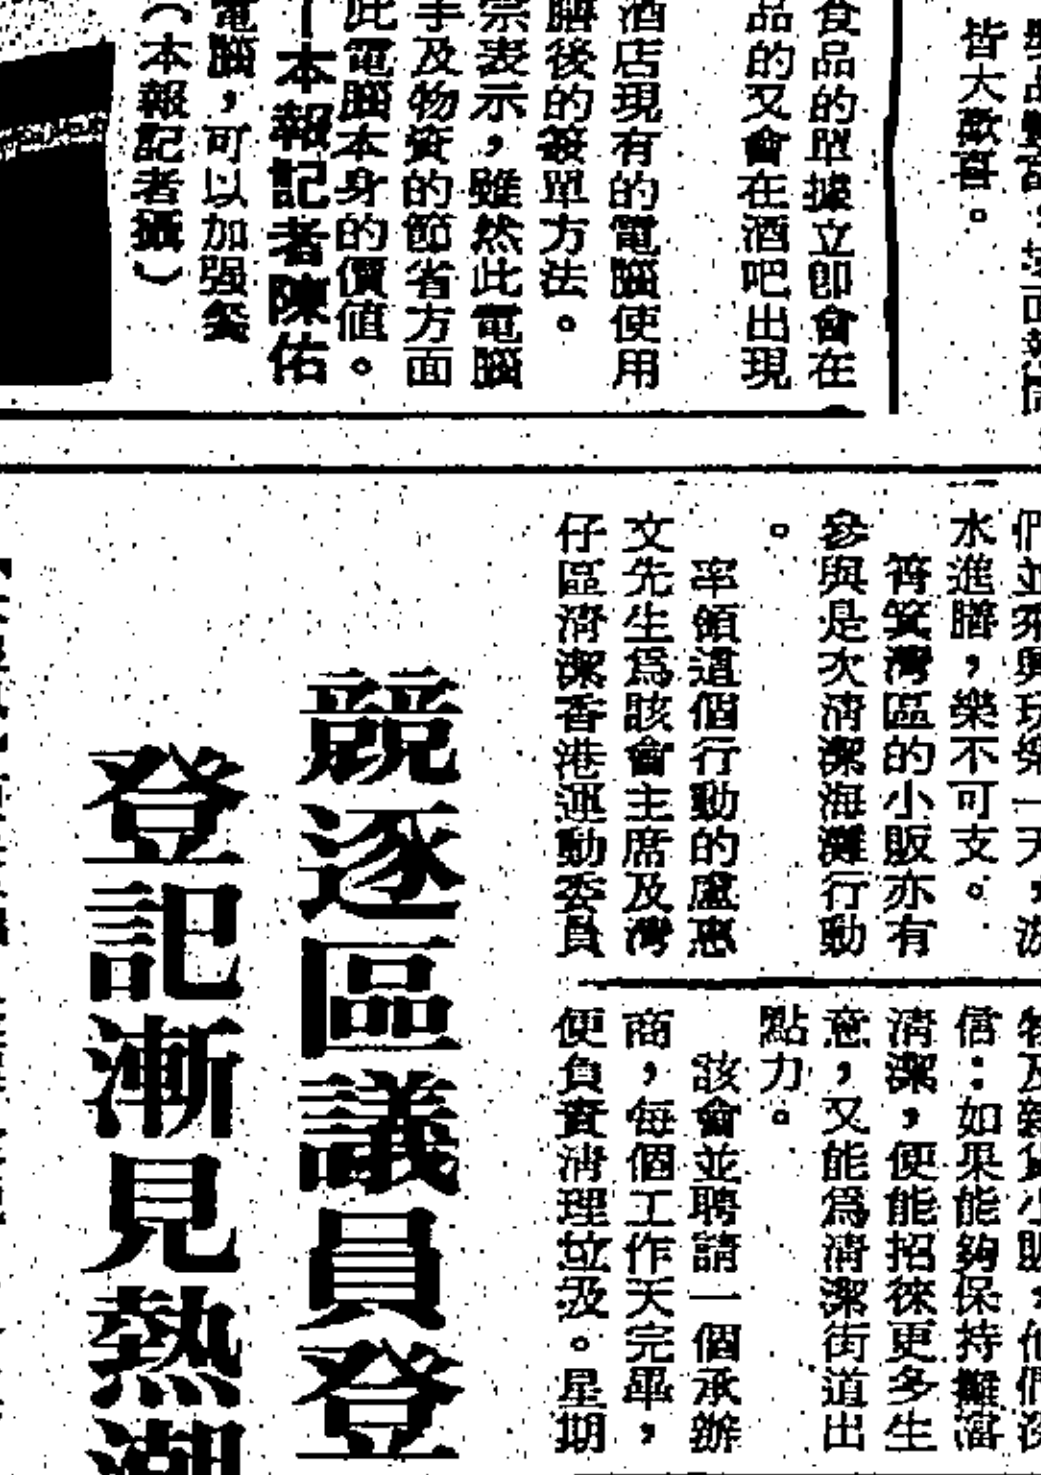 皆大歡喜。
食品的單據立即會在
品的又會在酒吧出現
酒店現有的電腦使用
膳後的簽單方法。
表示,雖然此電腦
手及物資的節省方面
此電腦本身的價值。
本報記者陳佑
電腦,可以加强餐
(本報記者攝)
水進膳,樂不可支。
筲箕灣區的小販亦有
參與是次清潔海灘行動
。
率領這個行動的盧惠
文先生爲該會主席及灣
仔區清潔香港運動委員
信:如果能夠保持攤檔
清潔,便能招徠更多生
意,又能爲清潔街道出
點力。
該會並聘請一個承辦
商,每個工作天完畢,
便負責清理垃圾。星期
競逐區議員登
登記漸見熱潮